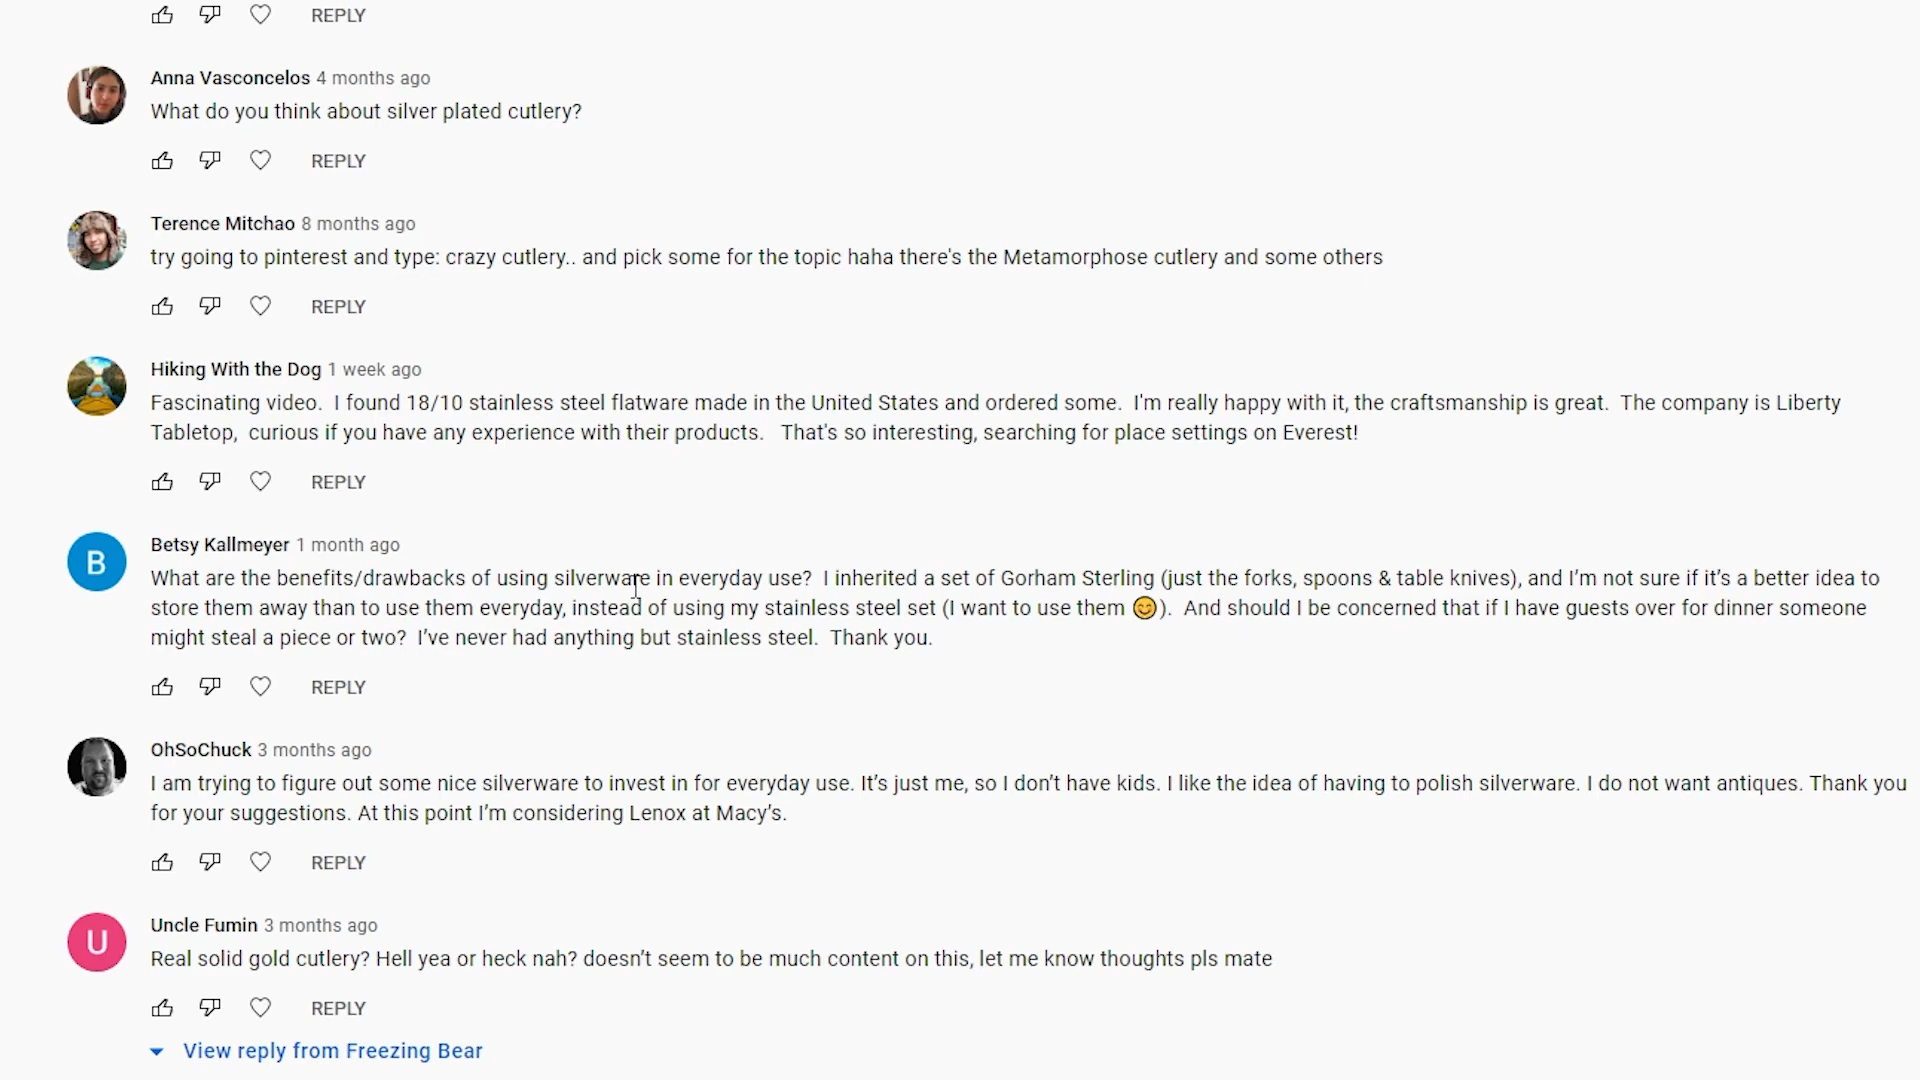 REPLY
Anna Vasconcelos 4 months ago
What do you think about silver plated cutlery?
REPLY
Terence Mitchao 8 months ago
try going to pinterest and type: crazy cutlery.. and pick some for the topic haha there's the Metamorphose cutlery and some others
REPLY
Hiking With the Dog 1 week ago
Fascinating video.  I found 18/10 stainless steel flatware made in the United States and ordered some.  I'm really happy with it, the craftsmanship is great.  The company is Liberty
Tabletop,  curious if you have any experience with their products.   That's so interesting, searching for place settings on Everest!
REPLY
B
Betsy Kallmeyer 1 month ago
What are the benefits/drawbacks of using silverware in everyday use?  I inherited a set of Gorham Sterling (just the forks, spoons & table knives), and I’m not sure if it’s a better idea to
store them away than to use them everyday, instead of using my stainless steel set (I want to use them 😊).  And should I be concerned that if I have guests over for dinner someone
might steal a piece or two?  I’ve never had anything but stainless steel.  Thank you.
REPLY
OhSoChuck 3 months ago
I am trying to figure out some nice silverware to invest in for everyday use. It’s just me, so I don’t have kids. I like the idea of having to polish silverware. I do not want antiques. Thank you
for your suggestions. At this point I’m considering Lenox at Macy’s.
REPLY
U
Uncle Fumin 3 months ago
Real solid gold cutlery? Hell yea or heck nah? doesn’t seem to be much content on this, let me know thoughts pls mate
REPLY
View reply from Freezing Bear